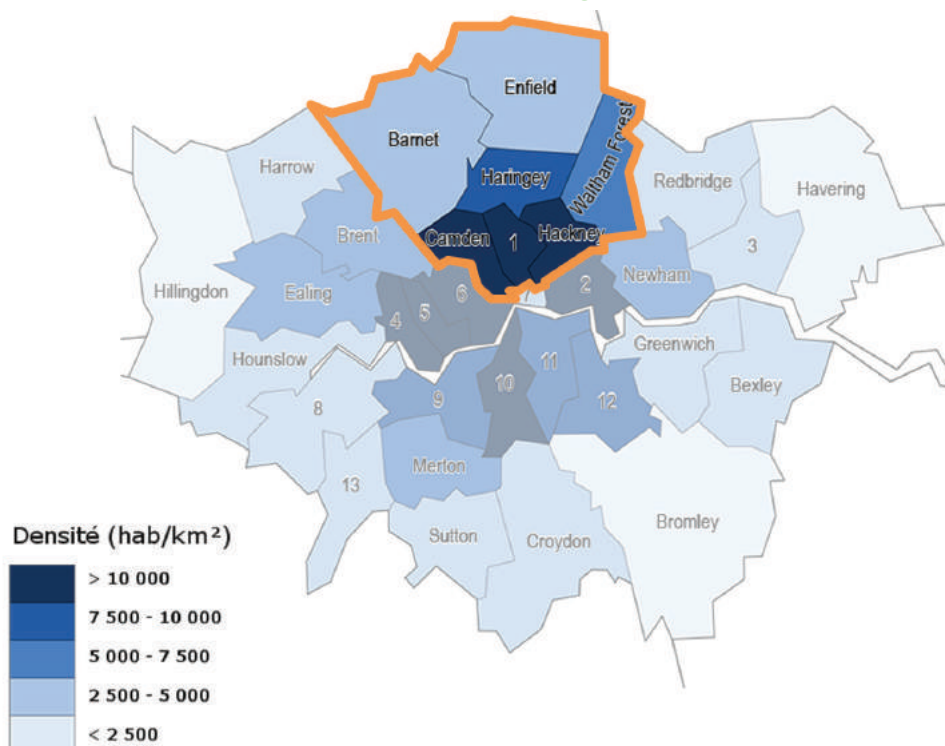 Enfield
Barnet
Waltham Forest
Harrow
Haringey
Redbridge
Havering
Brent
Camden
1
Hackney
3
Hillingdon
Ealing
6
7
2
Newham
4
5
Hounslow
Greenwich
10
11
8
9
12
Bexley
Merton
13
Bromley
Sutton
Croydon
Densité (hab/km²)
> 10 000
7 500 - 10 000
5 000 - 7 500
2 500 - 5 000
< 2 500